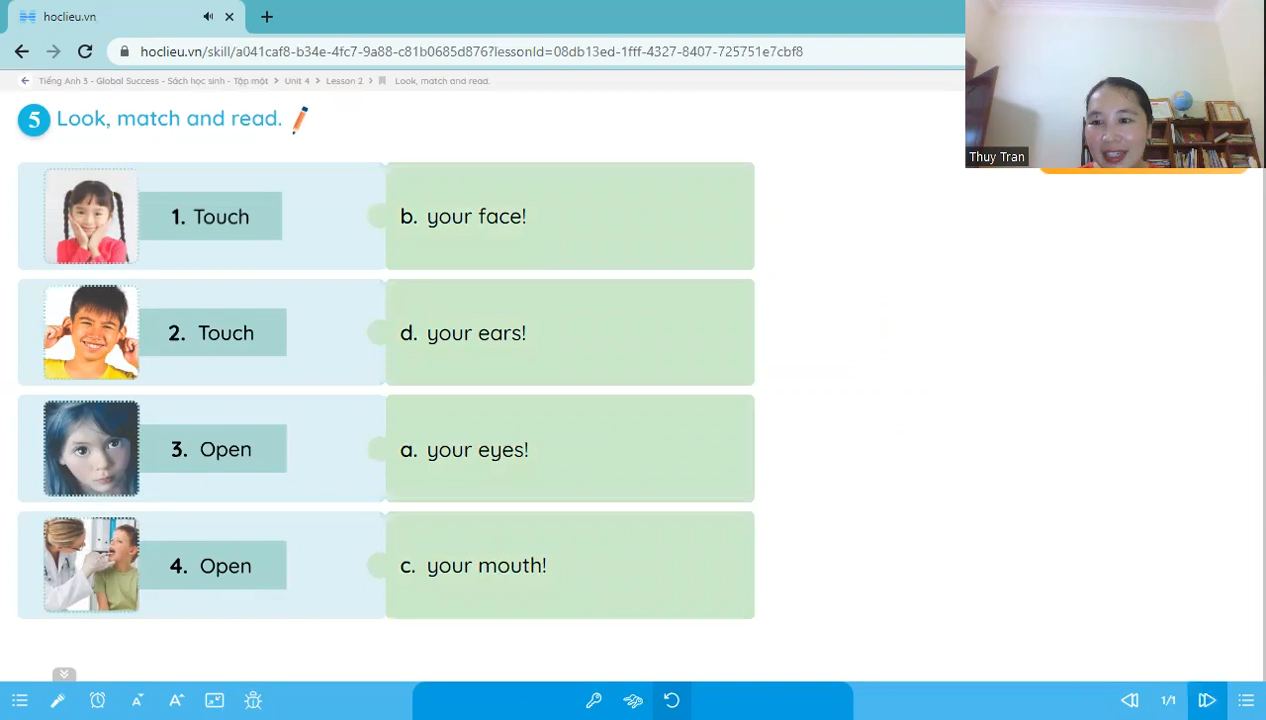 hoclieu.vn
hoclieu.vn/skill/a041caf8-b34e-4fc7-9a88-c81b0685d876?lessonId=08db13ed-1fff-4327-8407-725751e7cbf8
Tiếng Anh 3 - Global Success - Sách học sinh - Tập một > Unit 4 > Lesson 2 > Look, match and read.
Thuy Tran
5 Look, match and read.
1. Touch b. your face!
2. Touch d. your ears!
3. Open a. your eyes!
4. Open c. your mouth!
A A 1/1